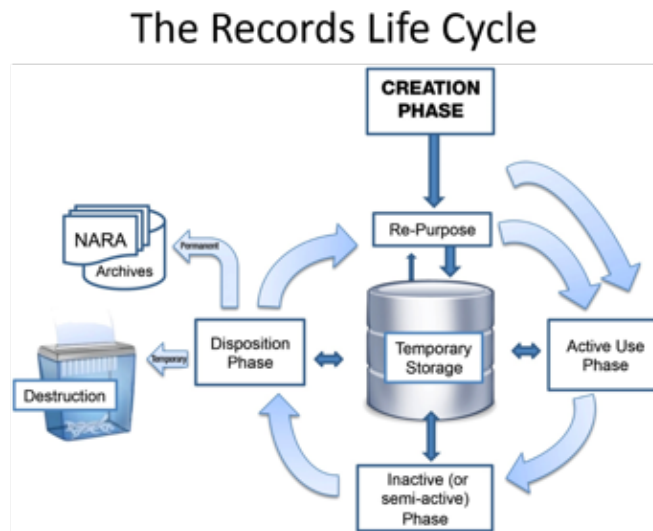 The Records Life Cycle
CREATION
PHASE
NARA
Archives
Permanent
Re-Purpose
Disposition
Phase
Temporary
Storage
Active Use
Phase
Temporary
Destruction
Inactive (or
semi-active)
Phase